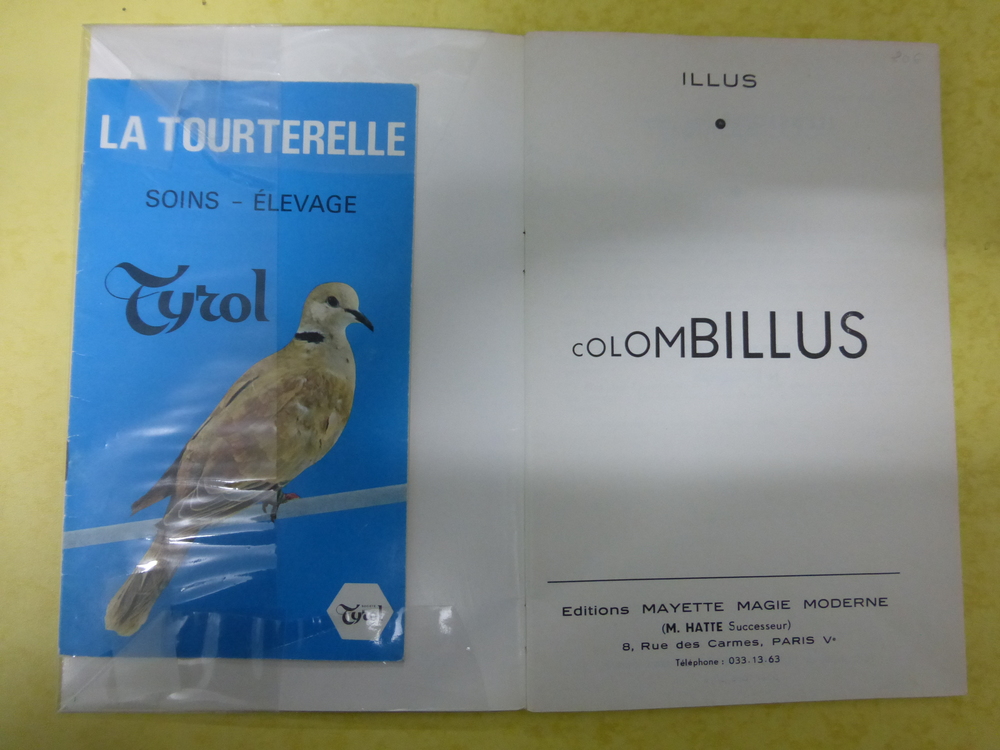 LA TOURTERELLE
SOINS - ÉLEVAGE
Tyrol
Tyrol
ILLUS
COLOMBILLUS
Editions MAYETTE MAGIE MODERNE
(M. HATTE Successeur)
8, Rue des Carmes, PARIS Vᵉ
Téléphone : 033.13.63